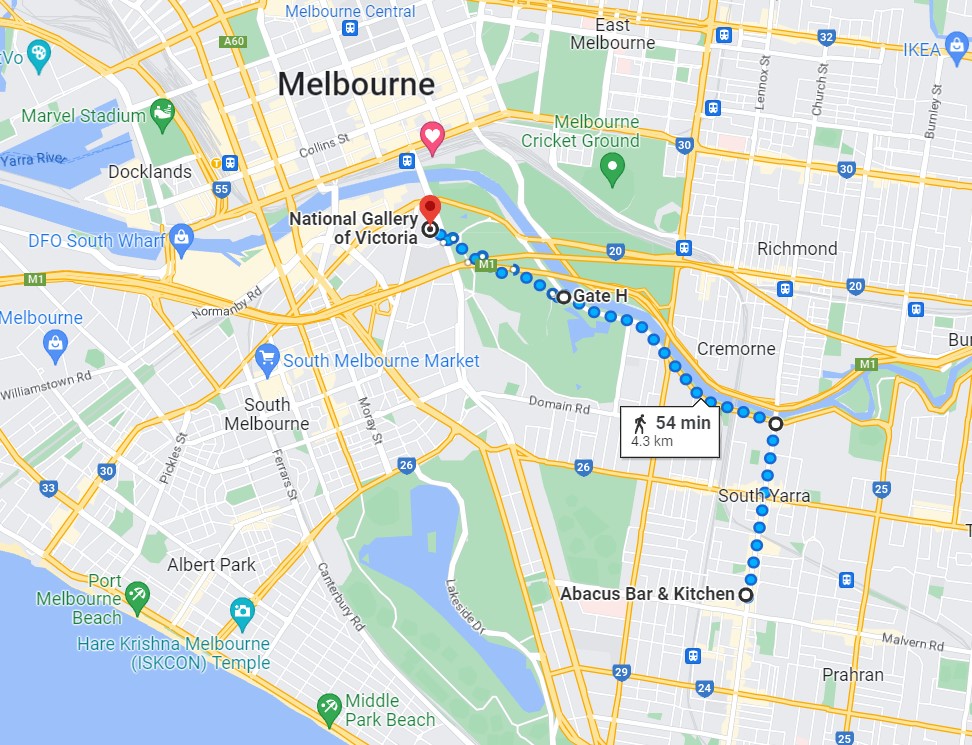 Melbourne Central
East
Melbourne
32
IKEA
tVo
A60
Lennox St
Church St
Burnley St
Melbourne
Marvel Stadium
Melbourne
Cricket Ground
30
Collins St
30
Yarra River
Docklands
55
National Gallery
of Victoria
DFO South Wharf
M1
M1
20
Richmond
20
Normanby Rd
Gate H
Melbourne
South Melbourne Market
Cremorne
Bu
M1
Williamstown Rd
South
Melbourne
Moray St
Domain Rd
54 min
4.3 km
Pickles St
Ferrars St
30
26
26
33
South Yarra
25
T
Albert Park
Port
Melbourne
Beach
Canterbury Rd
Lakeside Dr
Abacus Bar & Kitchen
Hare Krishna Melbourne
(ISKCON) Temple
Malvern Rd
29
24
Prahran
Middle
Park Beach
25